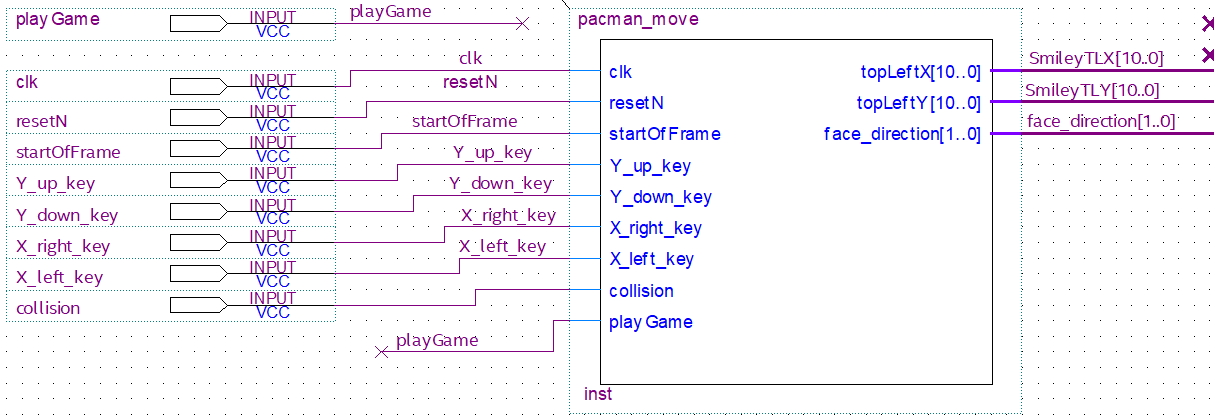 playGame INPUT VCC playGame
pacman_move
clk INPUT VCC clk
resetN INPUT VCC resetN
startOfFrame INPUT VCC startOfFrame
Y_up_key INPUT VCC Y_up_key
Y_down_key INPUT VCC Y_down_key
X_right_key INPUT VCC X_right_key
X_left_key INPUT VCC X_left_key
collision INPUT VCC
playGame
clk topLeftX[10..0] SmileyTLX[10..0]
resetN topLeftY[10..0] SmileyTLY[10..0]
startOfFrame face_direction[1..0] face_direction[1..0]
Y_up_key
Y_down_key
X_right_key
X_left_key
collision
playGame
inst